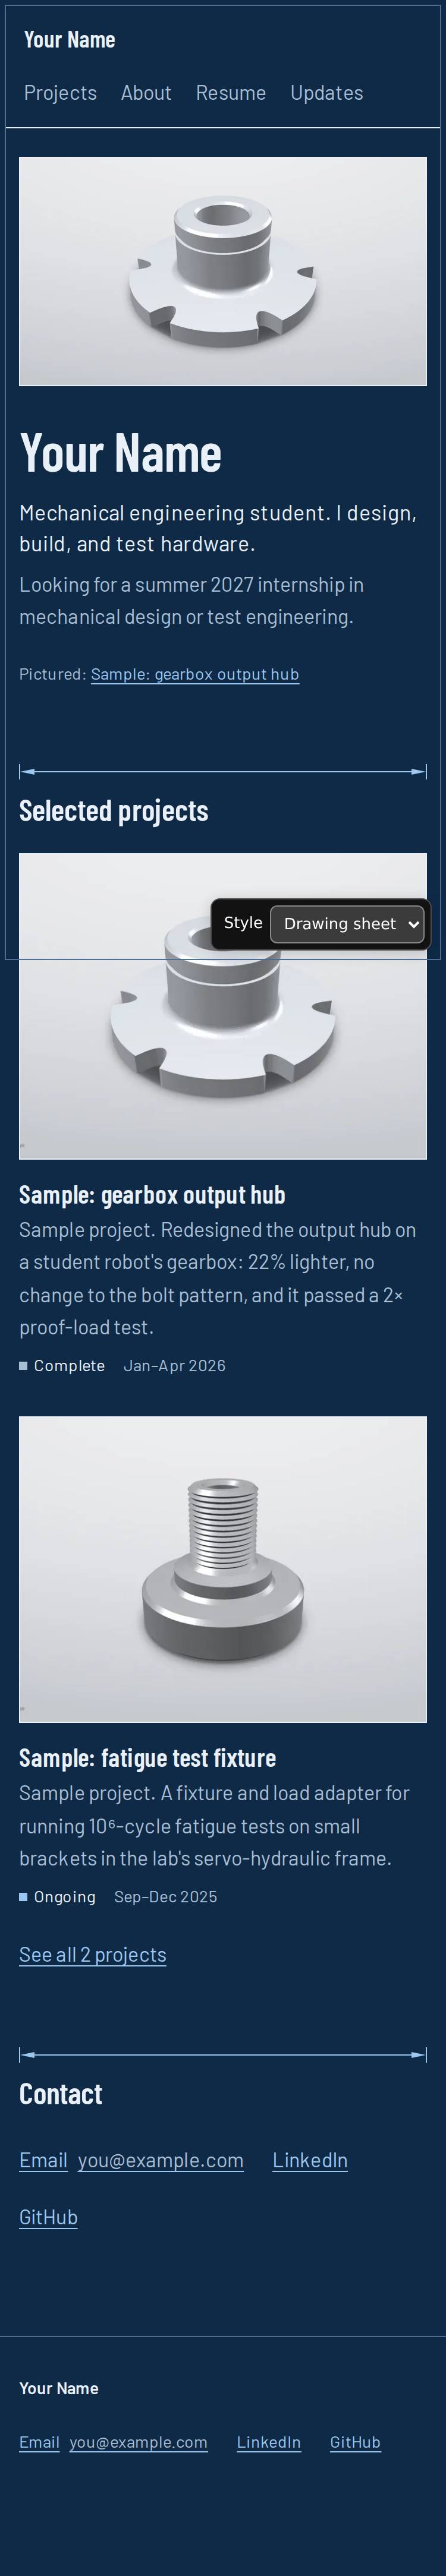 Your Name
Projects About Resume Updates
Your Name
Mechanical engineering student. I design,
build, and test hardware.
Looking for a summer 2027 internship in
mechanical design or test engineering.
Pictured: Sample: gearbox output hub
Selected projects
Style Drawing sheet
Sample: gearbox output hub
Sample project. Redesigned the output hub on
a student robot's gearbox: 22% lighter, no
change to the bolt pattern, and it passed a 2×
proof-load test.
Complete Jan–Apr 2026
Sample: fatigue test fixture
Sample project. A fixture and load adapter for
running 10⁶-cycle fatigue tests on small
brackets in the lab's servo-hydraulic frame.
Ongoing Sep–Dec 2025
See all 2 projects
Contact
Email you@example.com LinkedIn
GitHub
Your Name
Email you@example.com LinkedIn GitHub